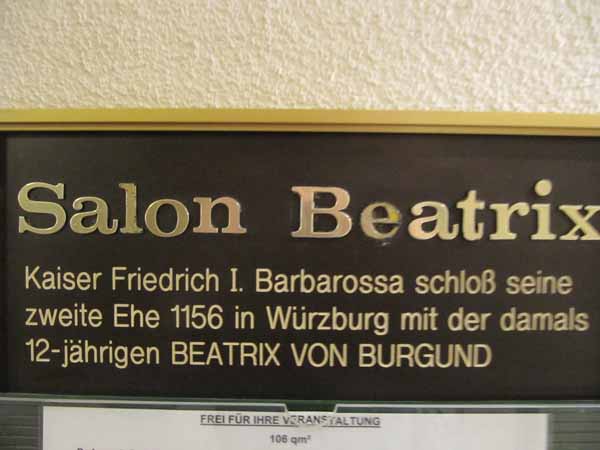 Salon Beatrix
Kaiser Friedrich I. Barbarossa schloß seine
zweite Ehe 1156 in Würzburg mit der damals
12-jährigen BEATRIX VON BURGUND
FREI FÜR IHRE VERANSTALTUNG
106 qm²